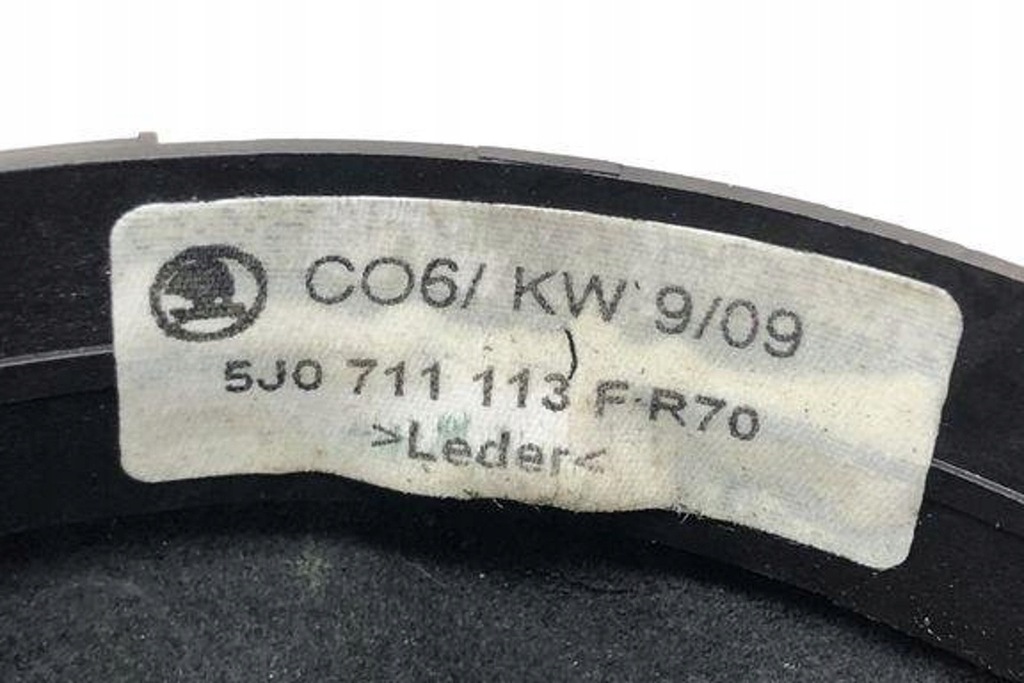 CO6/ KW 9/09
5J0 711 113 F-R70
>Leder<